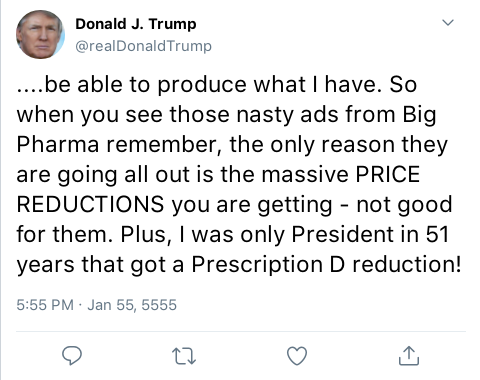 Donald J. Trump
@realDonaldTrump
....be able to produce what I have. So
when you see those nasty ads from Big
Pharma remember, the only reason they
are going all out is the massive PRICE
REDUCTIONS you are getting - not good
for them. Plus, I was only President in 51
years that got a Prescription D reduction!
5:55 PM · Jan 55, 5555